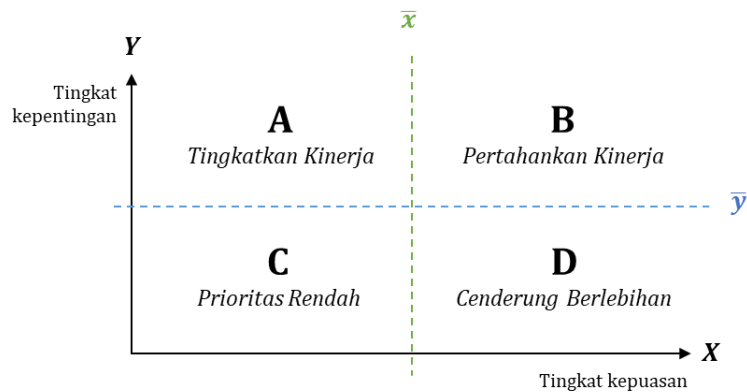 x̅
Y
Tingkat
kepentingan
A
B
Tingkatkan Kinerja
Pertahankan Kinerja
y̅
C
D
Prioritas Rendah
Cenderung Berlebihan
X
Tingkat kepuasan